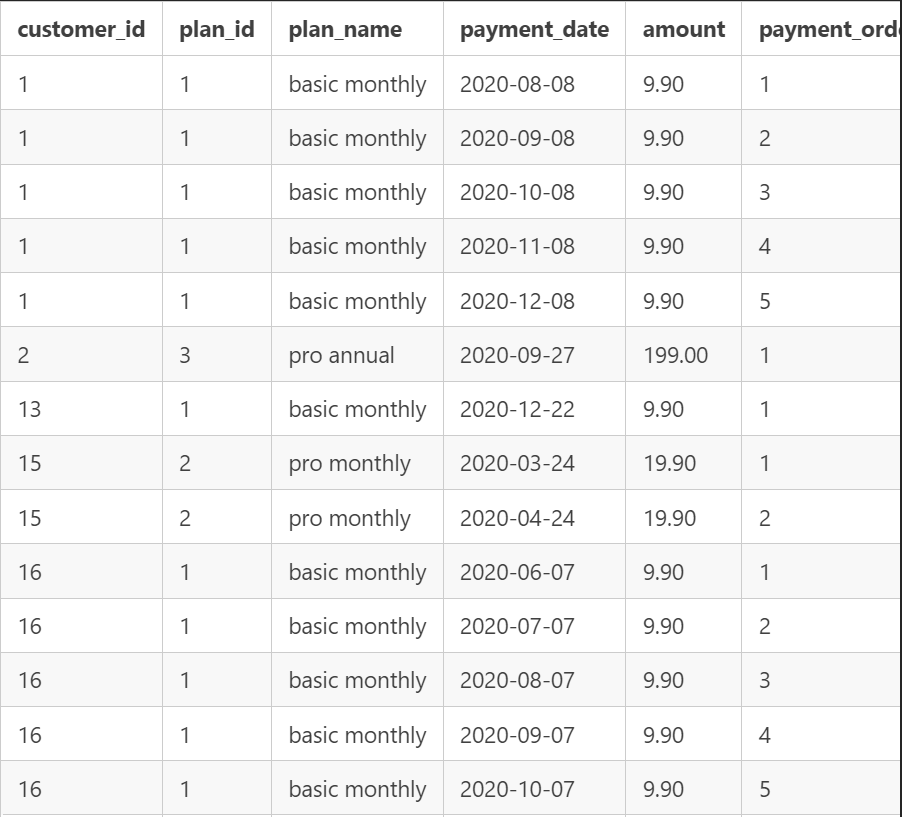 customer_id plan_id plan_name payment_date amount payment_orde
1 1 basic monthly 2020-08-08 9.90 1
1 1 basic monthly 2020-09-08 9.90 2
1 1 basic monthly 2020-10-08 9.90 3
1 1 basic monthly 2020-11-08 9.90 4
1 1 basic monthly 2020-12-08 9.90 5
2 3 pro annual 2020-09-27 199.00 1
13 1 basic monthly 2020-12-22 9.90 1
15 2 pro monthly 2020-03-24 19.90 1
15 2 pro monthly 2020-04-24 19.90 2
16 1 basic monthly 2020-06-07 9.90 1
16 1 basic monthly 2020-07-07 9.90 2
16 1 basic monthly 2020-08-07 9.90 3
16 1 basic monthly 2020-09-07 9.90 4
16 1 basic monthly 2020-10-07 9.90 5